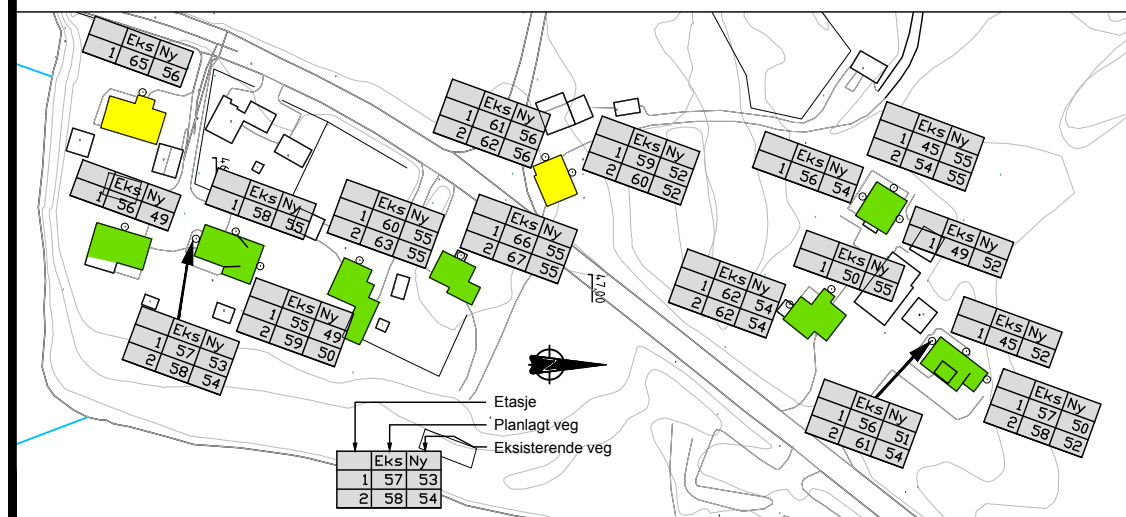 Eks Ny
1 65 56
Eks Ny
1 61 56
2 62 56
Eks Ny
1 59 52
2 60 52
Eks Ny
1 45 55
2 54 55
Eks Ny
1 56 54
Eks Ny
1 56 49
Eks Ny
1 58 55
Eks Ny
1 60 55
2 63 55
Eks Ny
1 66 55
2 67 55
Eks Ny
1 49 52
Eks Ny
1 50 55
Eks Ny
1 62 54
2 62 54
47.00
Eks Ny
1 55 49
2 59 50
Eks Ny
1 57 53
2 58 54
Eks Ny
1 45 52
Eks Ny
1 57 50
2 58 52
Eks Ny
1 56 51
2 61 54
N
Etasje
Planlagt veg
Eksisterende veg
Eks Ny
1 57 53
2 58 54